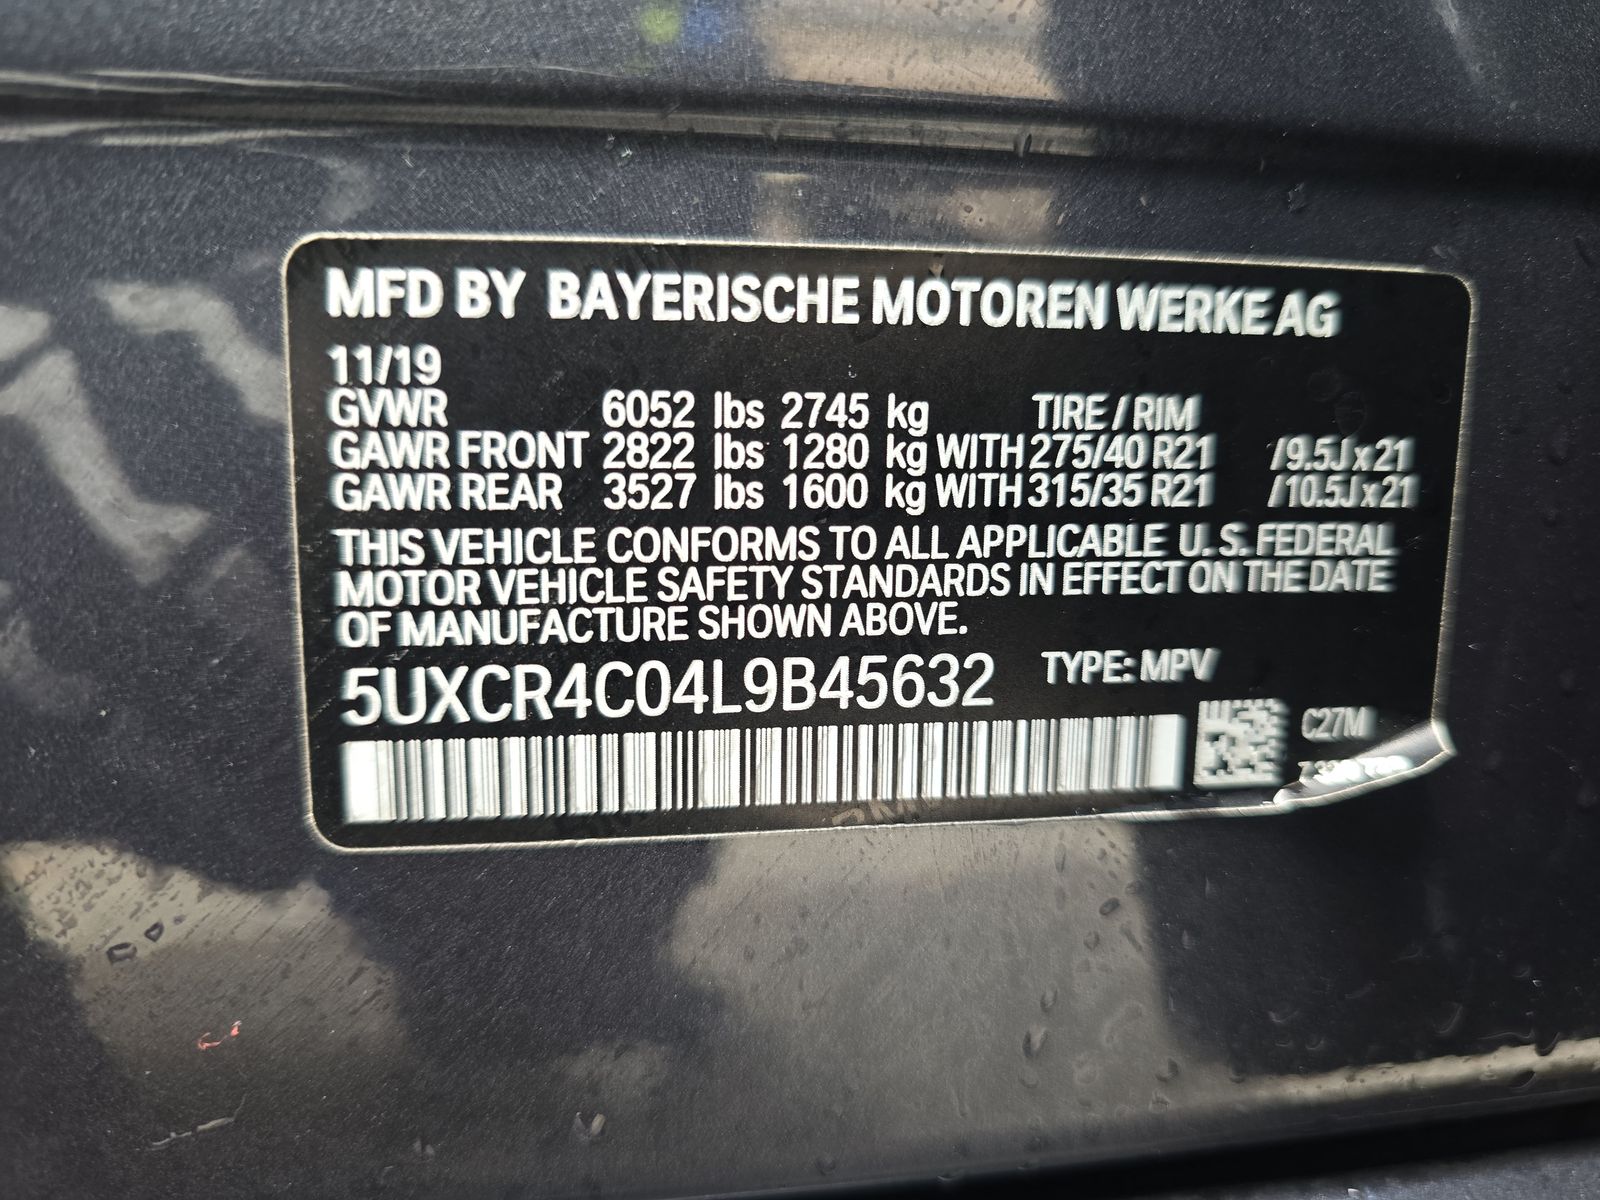 MFD BY BAYERISCHE MOTOREN WERKE AG
11/19
GVWR 6052 lbs 2745 kg TIRE / RIM
GAWR FRONT 2822 lbs 1280 kg WITH 275/40 R21 /9.5J x 21
GAWR REAR 3527 lbs 1600 kg WITH 315/35 R21 /10.5J x 21
THIS VEHICLE CONFORMS TO ALL APPLICABLE U.S. FEDERAL
MOTOR VEHICLE SAFETY STANDARDS IN EFFECT ON THE DATE
OF MANUFACTURE SHOWN ABOVE.
5UXCR4C04L9B45632 TYPE: MPV
C27M